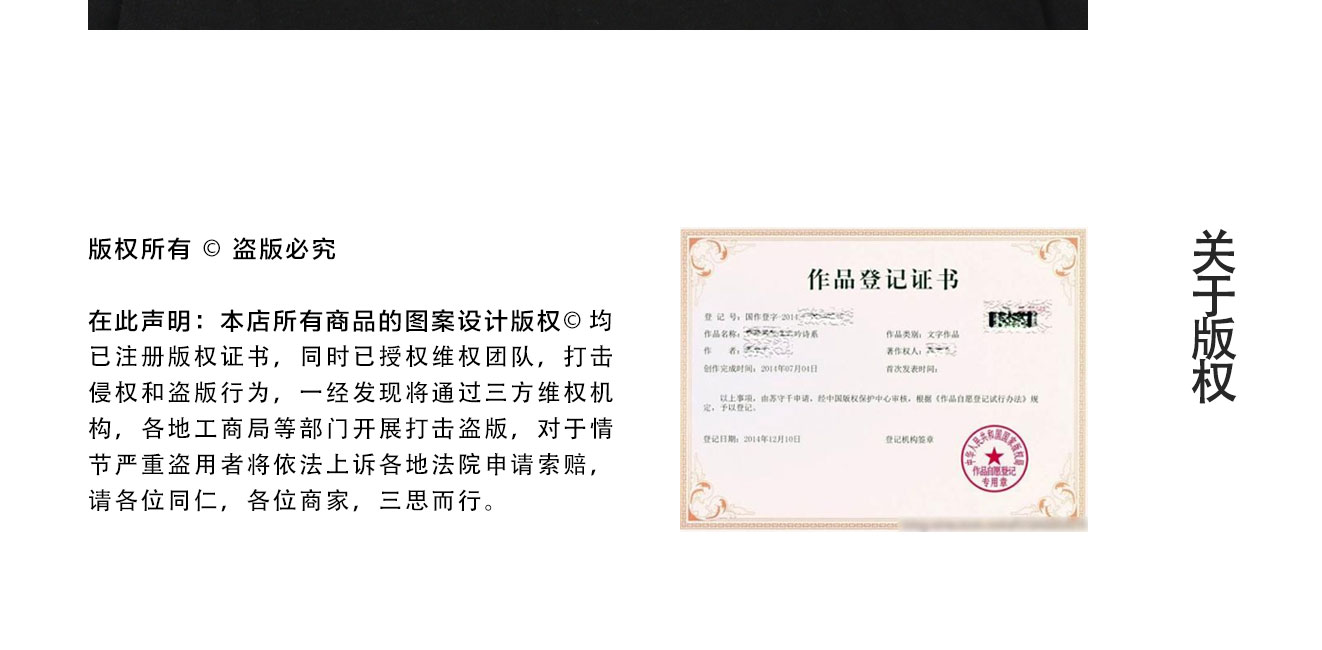 版权所有 © 盗版必究
在此声明：本店所有商品的图案设计版权© 均
已注册版权证书，同时已授权维权团队，打击
侵权和盗版行为，一经发现将通过三方维权机
构，各地工商局等部门开展打击盗版，对于情
节严重盗用者将依法上诉各地法院申请索赔，
请各位同仁，各位商家，三思而行。
作品登记证书
登 记 号：国作登字-2014-
作品名称： 吟诗系
作品类别：文字作品
作 者：
著作权人：
创作完成时间：2014年07月04日
首次发表时间：
以上事项，由苏守千申请，经中国版权保护中心审核，根据《作品自愿登记试行办法》规
定，予以登记。
登记日期：2014年12月10日
登记机构签章
中华人民共和国国家版权局
作品自愿登记
专用章
关于版权